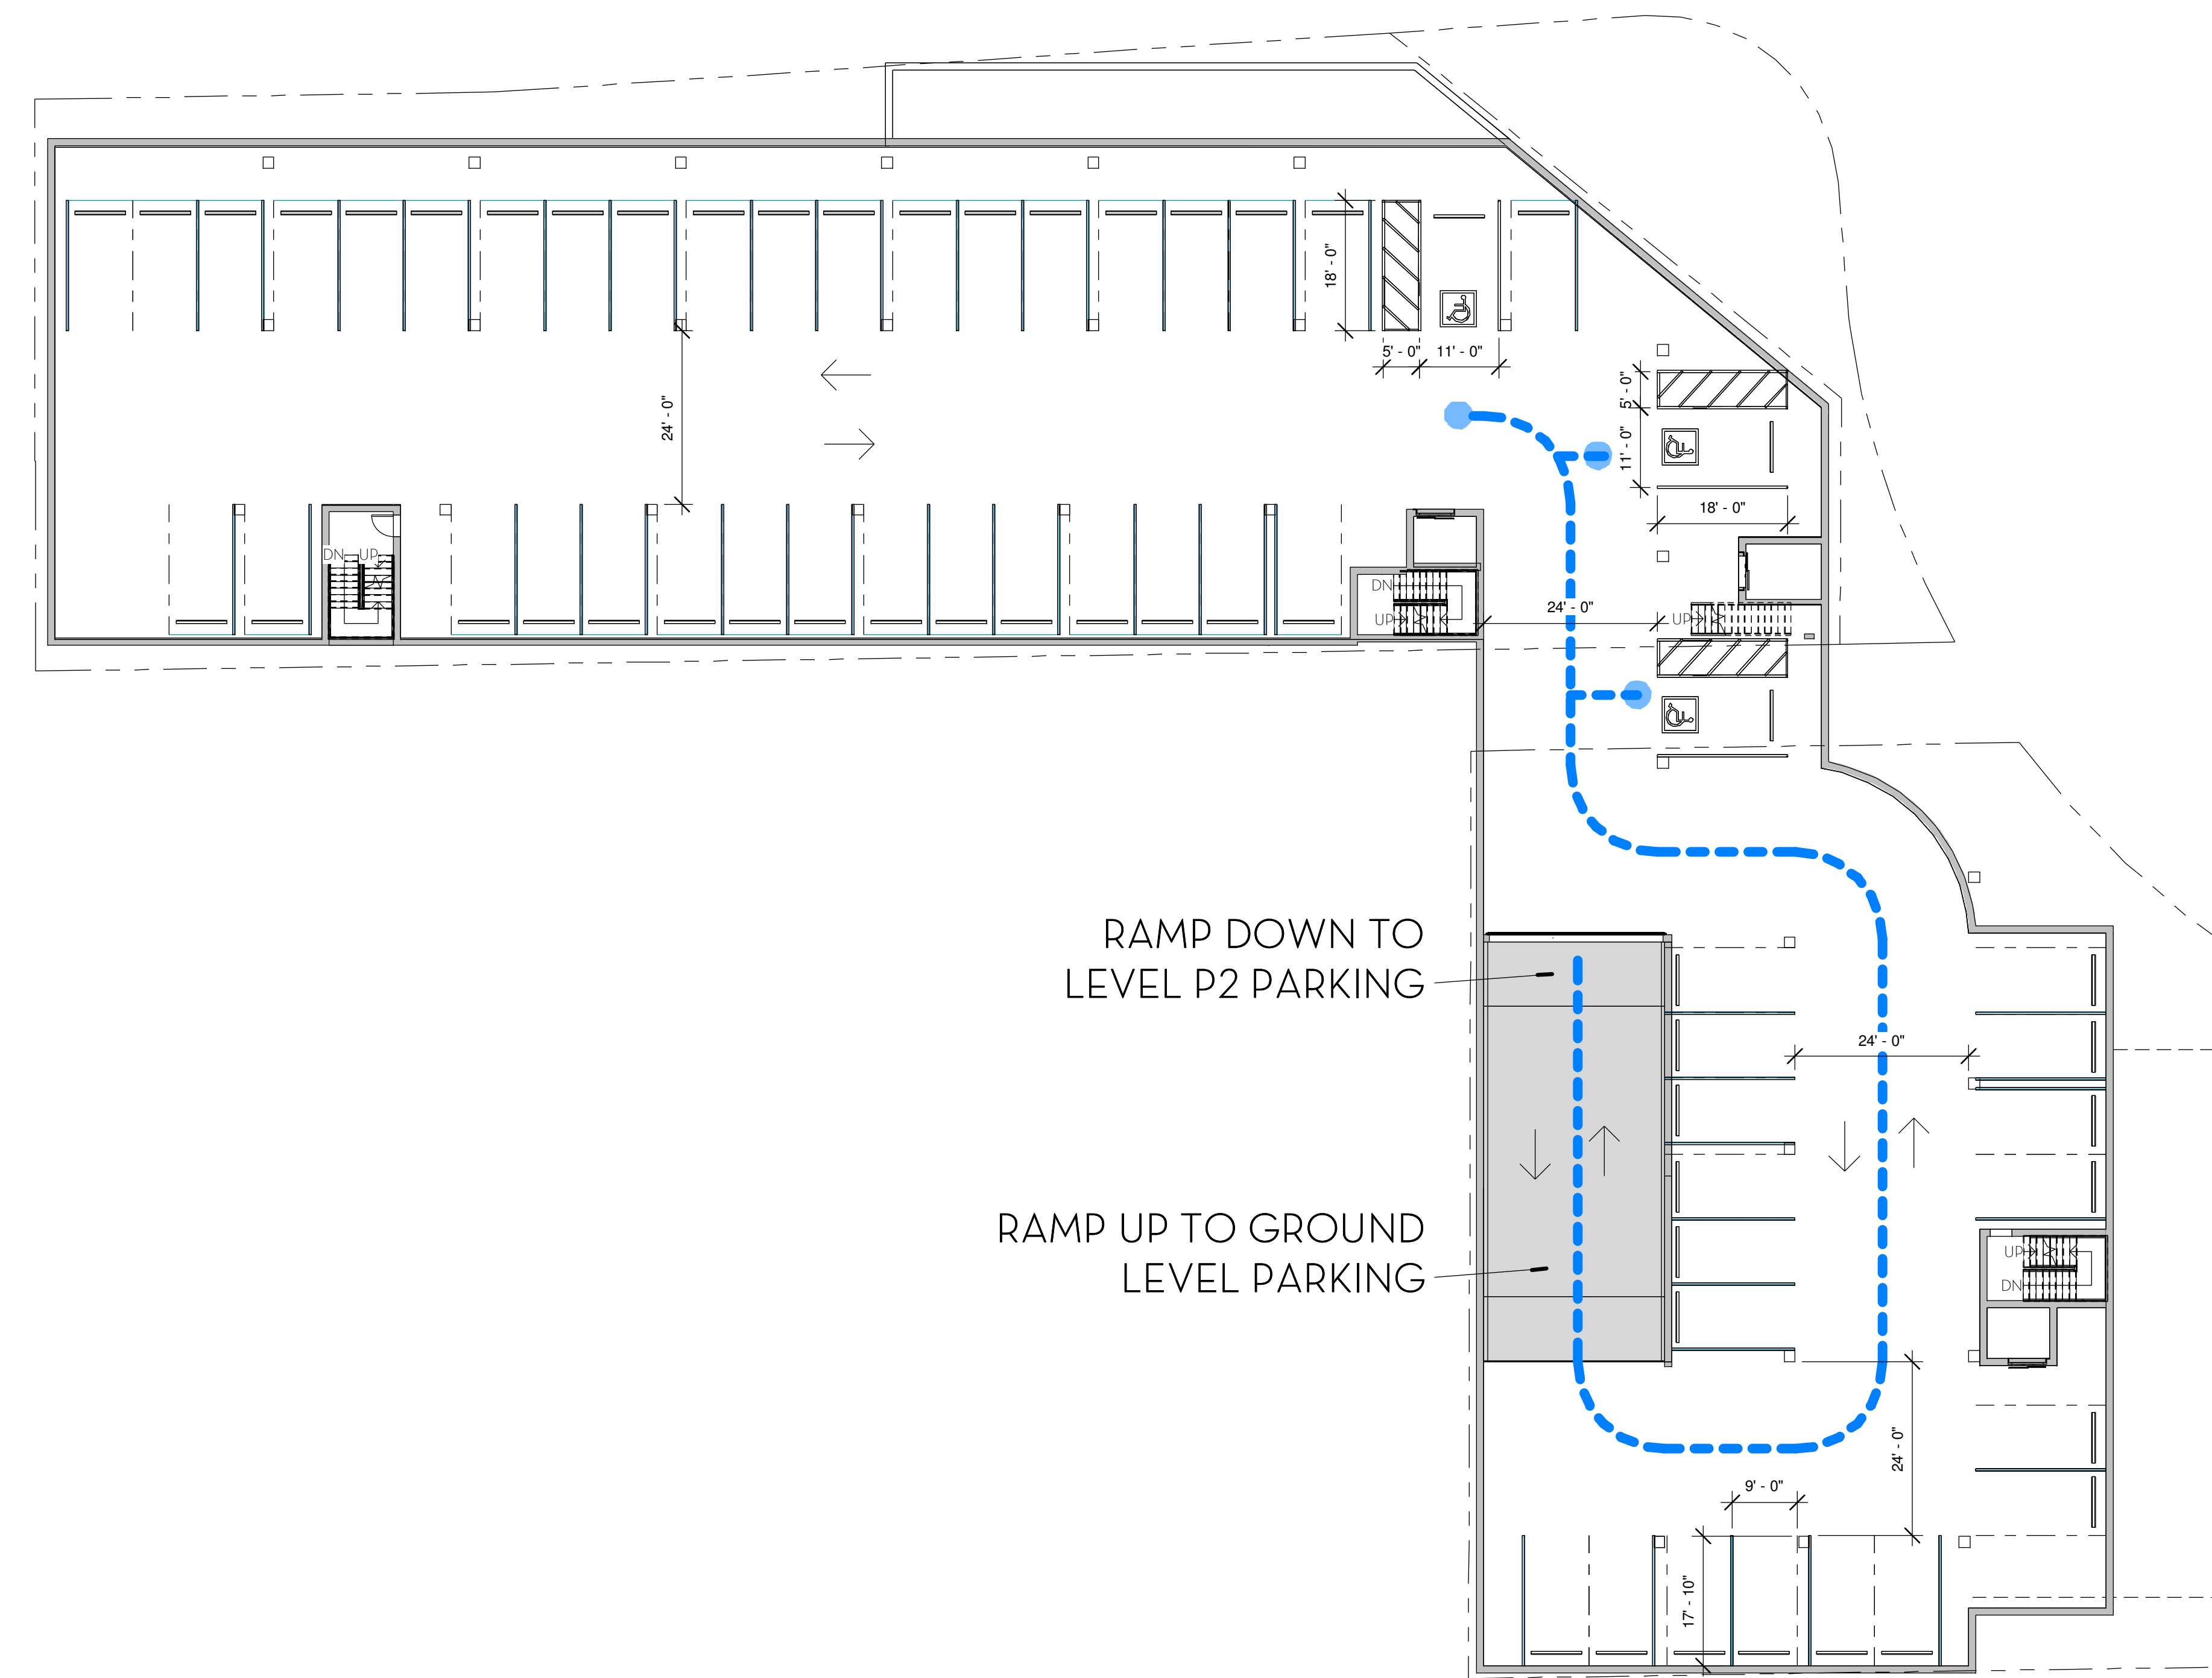 18' - 0"
5' - 0"
11' - 0"
24' - 0"
5' - 0"
11' - 0"
18' - 0"
DN
UP
DN
UP
24' - 0"
UP
RAMP DOWN TO
LEVEL P2 PARKING
24' - 0"
RAMP UP TO GROUND
LEVEL PARKING
UP
DN
24' - 0"
9' - 0"
17' - 10"